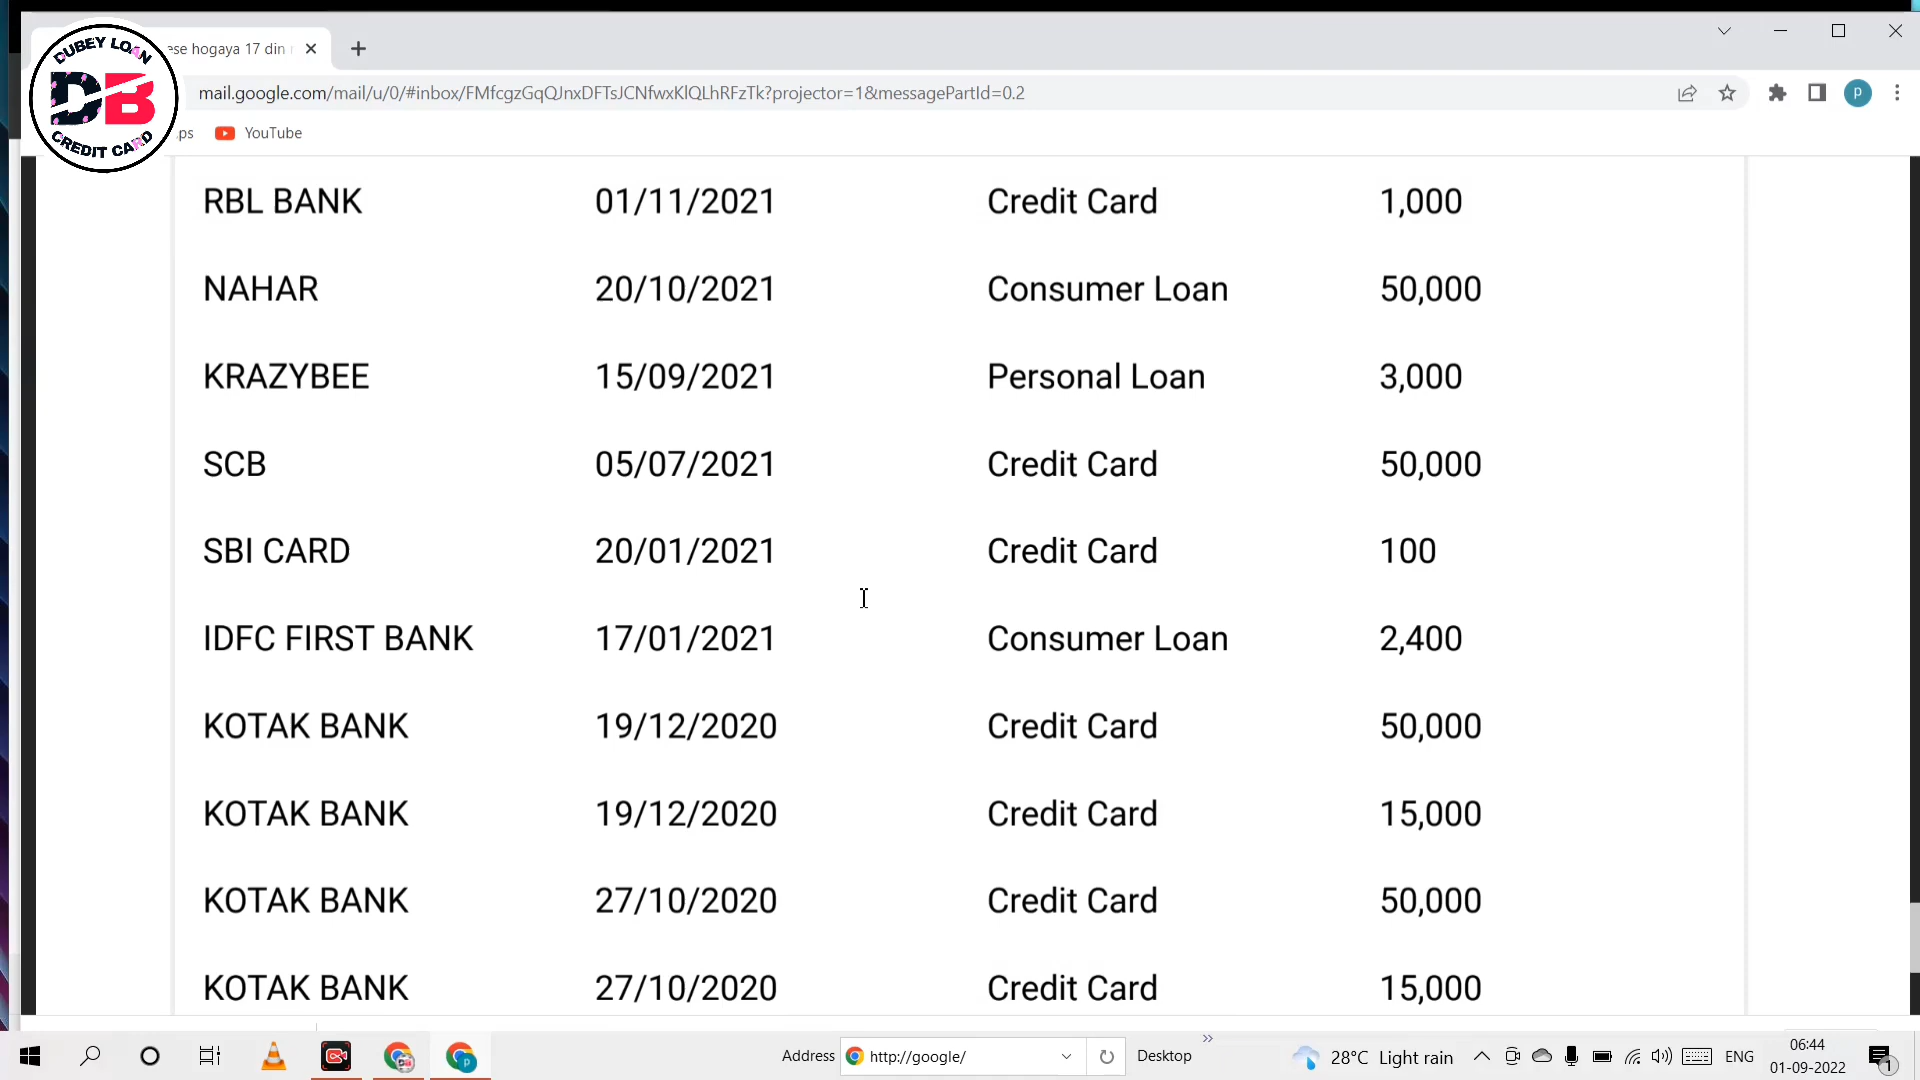 DUBEY LOAN
DB
CREDIT CARD
ese hogaya 17 din
mail.google.com/mail/u/0/#inbox/FMfcgzGqQJnxDFTsJCNfwxKlQLhRFzTk?projector=1&messagePartId=0.2
p
ps YouTube
RBL BANK 01/11/2021 Credit Card 1,000
NAHAR 20/10/2021 Consumer Loan 50,000
KRAZYBEE 15/09/2021 Personal Loan 3,000
SCB 05/07/2021 Credit Card 50,000
SBI CARD 20/01/2021 Credit Card 100
IDFC FIRST BANK 17/01/2021 Consumer Loan 2,400
KOTAK BANK 19/12/2020 Credit Card 50,000
KOTAK BANK 19/12/2020 Credit Card 15,000
KOTAK BANK 27/10/2020 Credit Card 50,000
KOTAK BANK 27/10/2020 Credit Card 15,000
p
Address http://google/ Desktop
28°C Light rain ENG
06:44
01-09-2022
1